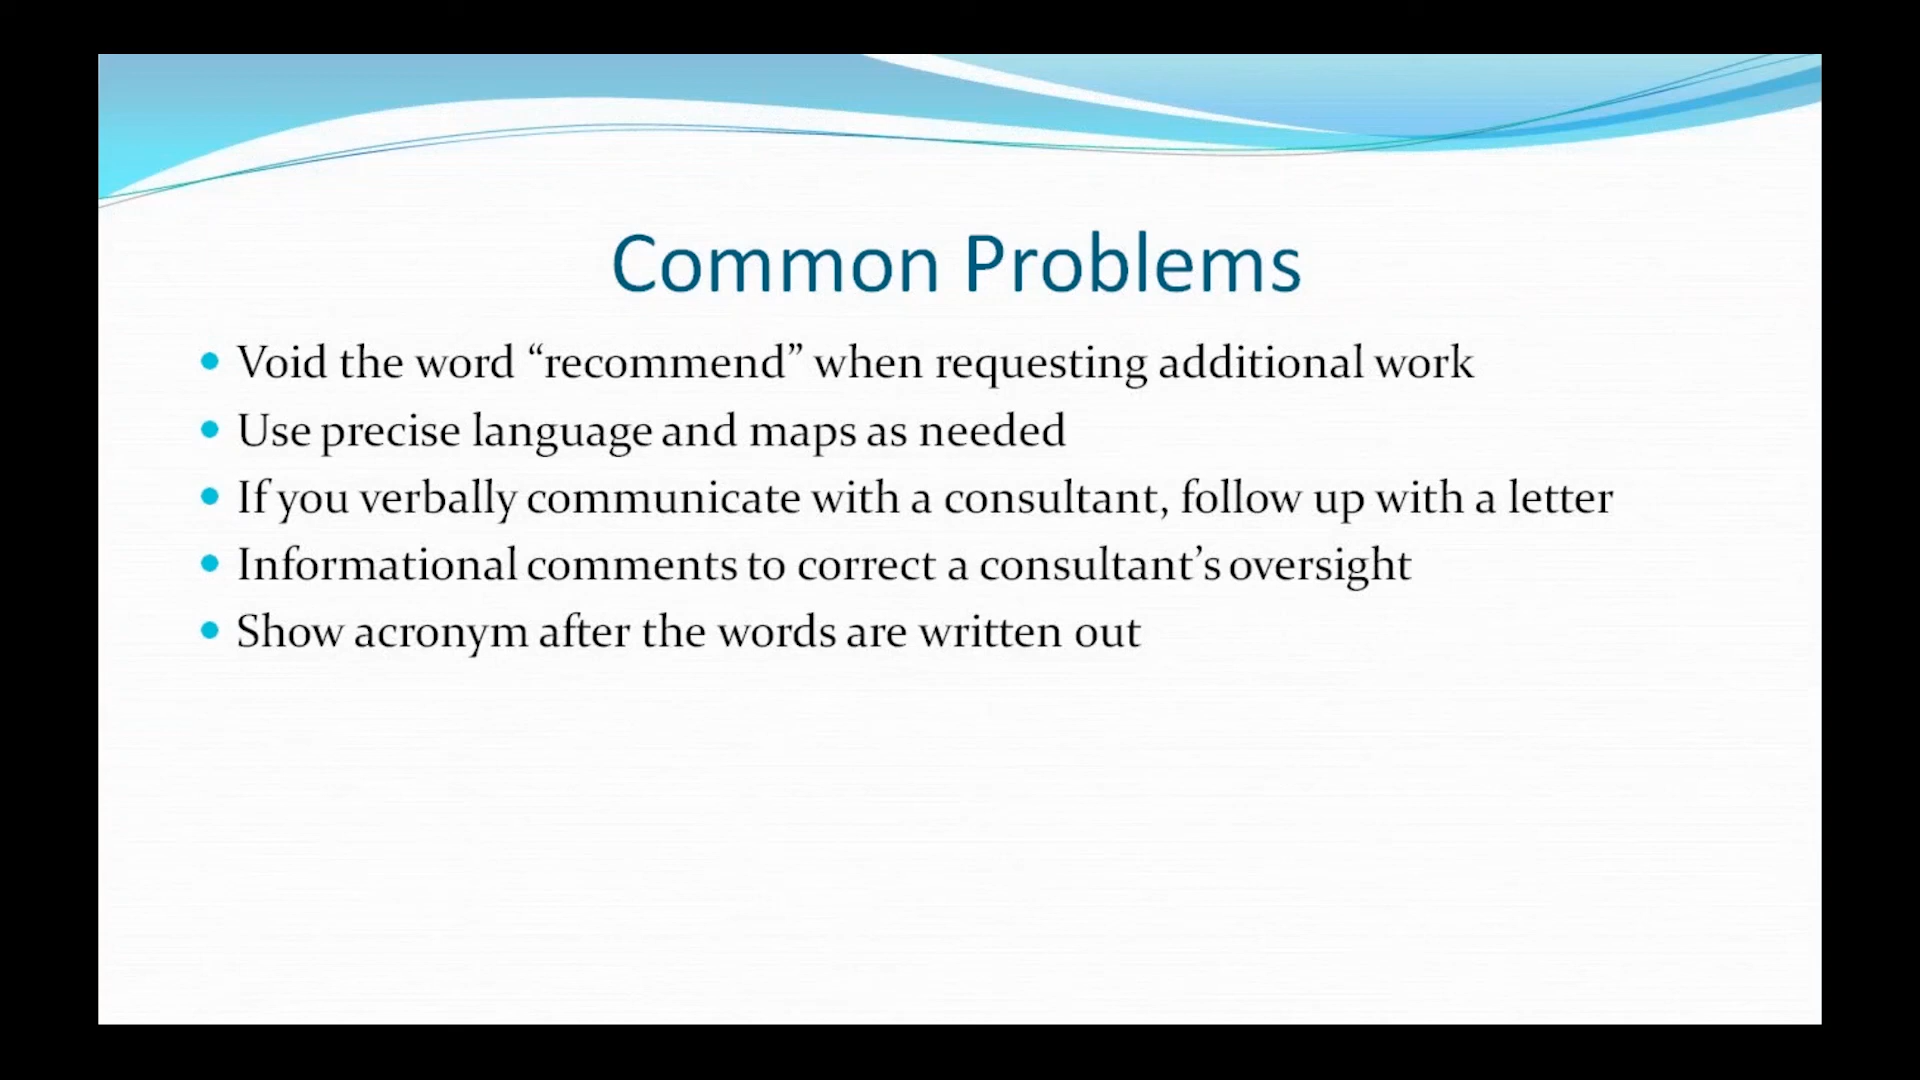 Common Problems
Void the word “recommend” when requesting additional work
Use precise language and maps as needed
If you verbally communicate with a consultant, follow up with a letter
Informational comments to correct a consultant’s oversight
Show acronym after the words are written out